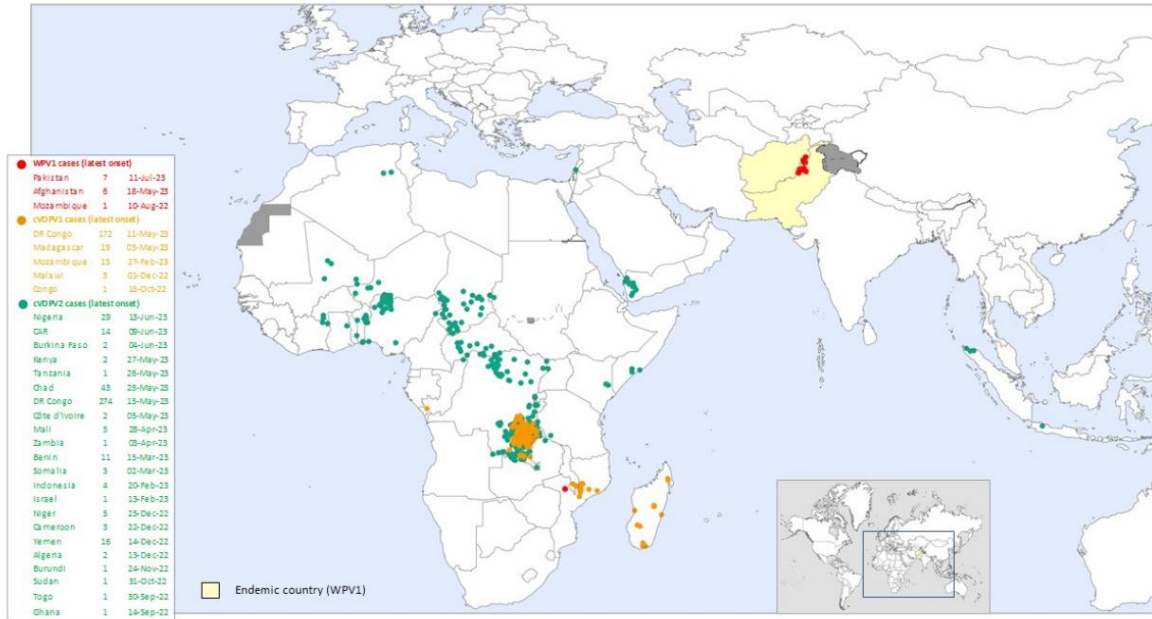 WPV1 cases (latest onset)
Pakistan 7 11-Jul-23
Afghanistan 6 18-May-23
Mozambique 1 10-Aug-22
cVDPV1 cases (latest onset)
DR Congo 172 11-May-23
Madagascar 19 03-May-23
Mozambique 13 27-Feb-23
Malawi 3 01-Dec-22
Congo 1 15-Oct-22
cVDPV2 cases (latest onset)
Nigeria 29 13-Jun-23
CAR 14 09-Jun-23
Burkina Faso 2 04-Jun-23
Kenya 2 27-May-23
Tanzania 1 26-May-23
Chad 43 25-May-23
DR Congo 274 15-May-23
Côte d'Ivoire 2 05-May-23
Mali 5 28-Apr-23
Zambia 1 03-Apr-23
Benin 11 15-Mar-23
Somalia 3 02-Mar-23
Indonesia 4 20-Feb-23
Israel 1 13-Feb-23
Niger 5 25-Dec-22
Cameroon 3 22-Dec-22
Yemen 16 14-Dec-22
Algeria 2 13-Dec-22
Burundi 1 24-Nov-22
Sudan 1 31-Oct-22
Togo 1 30-Sep-22
Ghana 1 14-Sep-22
Endemic country (WPV1)